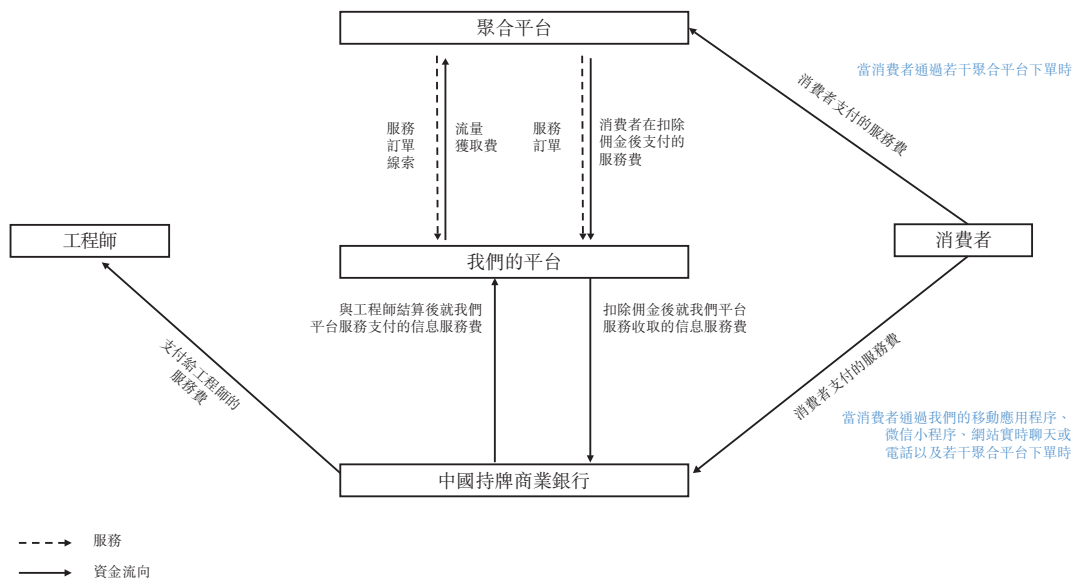 聚合平台
當消費者通過若干聚合平台下單時
消費者支付的服務費
服務
訂單
線索
流量
獲取費
服務
訂單
消費者在扣除
佣金後支付的
服務費
工程師
消費者
我們的平台
與工程師結算後就我們
平台服務支付的信息服務費
扣除佣金後就我們平台
服務收取的信息服務費
支付給工程師的
服務費
消費者支付的服務費
當消費者通過我們的移動應用程序、
微信小程序、網站實時聊天或
電話以及若干聚合平台下單時
中國持牌商業銀行
服務
資金流向